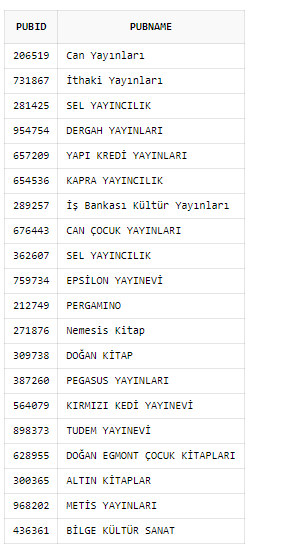 PUBID PUBNAME
206519 Can Yayınları
731867 İthaki Yayınları
281425 SEL YAYINCILIK
954754 DERGAH YAYINLARI
657209 YAPI KREDİ YAYINLARI
654536 KAPRA YAYINCILIK
289257 İş Bankası Kültür Yayınları
676443 CAN ÇOCUK YAYINLARI
362607 SEL YAYINCILIK
759734 EPSİLON YAYINEVİ
212749 PERGAMINO
271876 Nemesis Kitap
309738 DOĞAN KİTAP
387260 PEGASUS YAYINLARI
564079 KIRMIZI KEDİ YAYINEVİ
898373 TUDEM YAYINEVİ
628955 DOĞAN EGMONT ÇOCUK KİTAPLARI
300365 ALTIN KİTAPLAR
968202 METİS YAYINLARI
436361 BİLGE KÜLTÜR SANAT